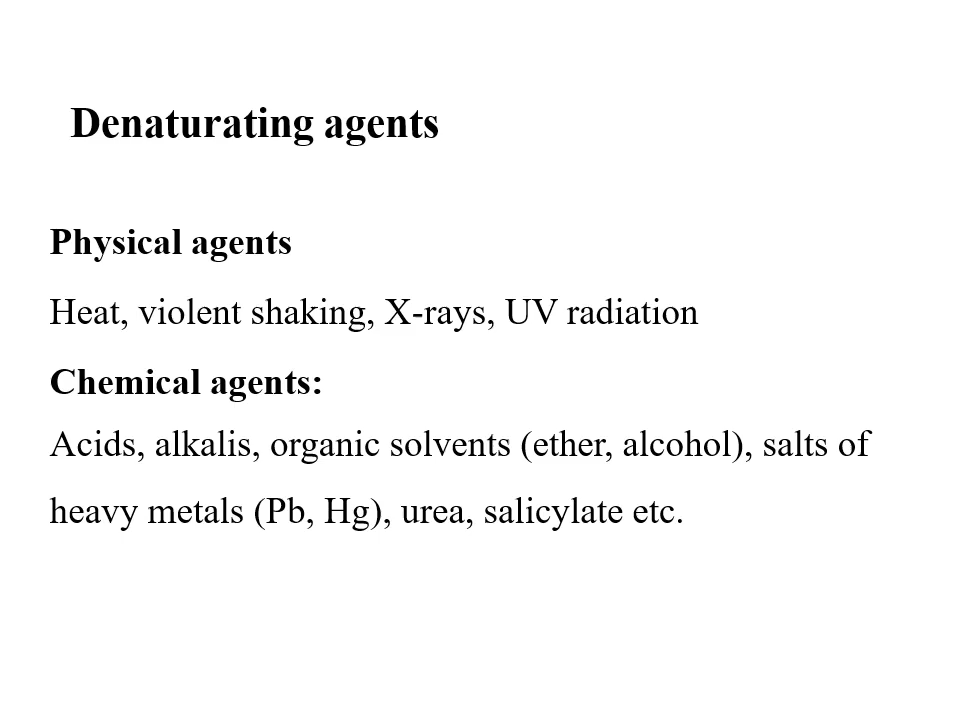 Denaturating agents
Physical agents
Heat, violent shaking, X-rays, UV radiation
Chemical agents:
Acids, alkalis, organic solvents (ether, alcohol), salts of
heavy metals (Pb, Hg), urea, salicylate etc.